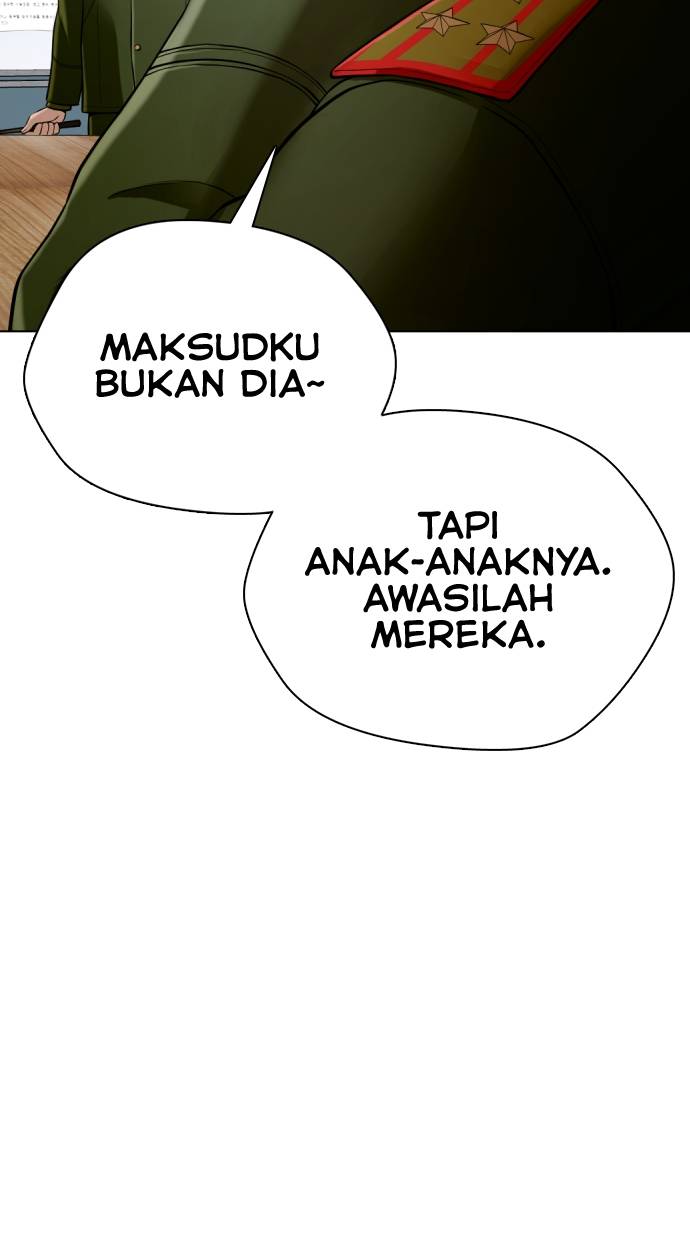 MAKSUDKU
BUKAN DIA~
TAPI
ANAK-ANAKNYA.
AWASILAH
MEREKA.